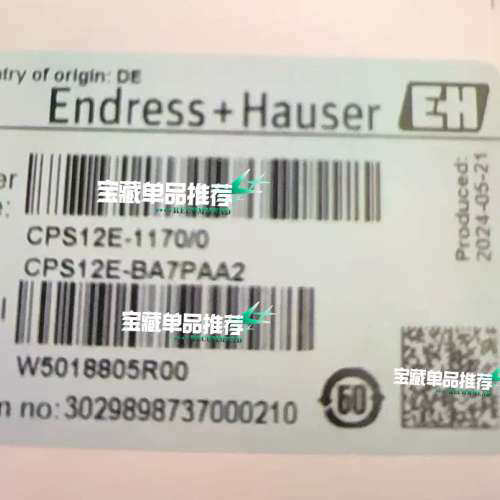 ntry of origin: DE
Endress+Hauser EH
Produced:
2024-05-21
er
宝藏单品推荐
RECOMMEND
e:
CPS12E-1170/0
CPS12E-BA7PAA2
l
宝藏单品推荐
RECOMMEND
W5018805R00
宝藏单品推荐
m no: 3029898737000210
60